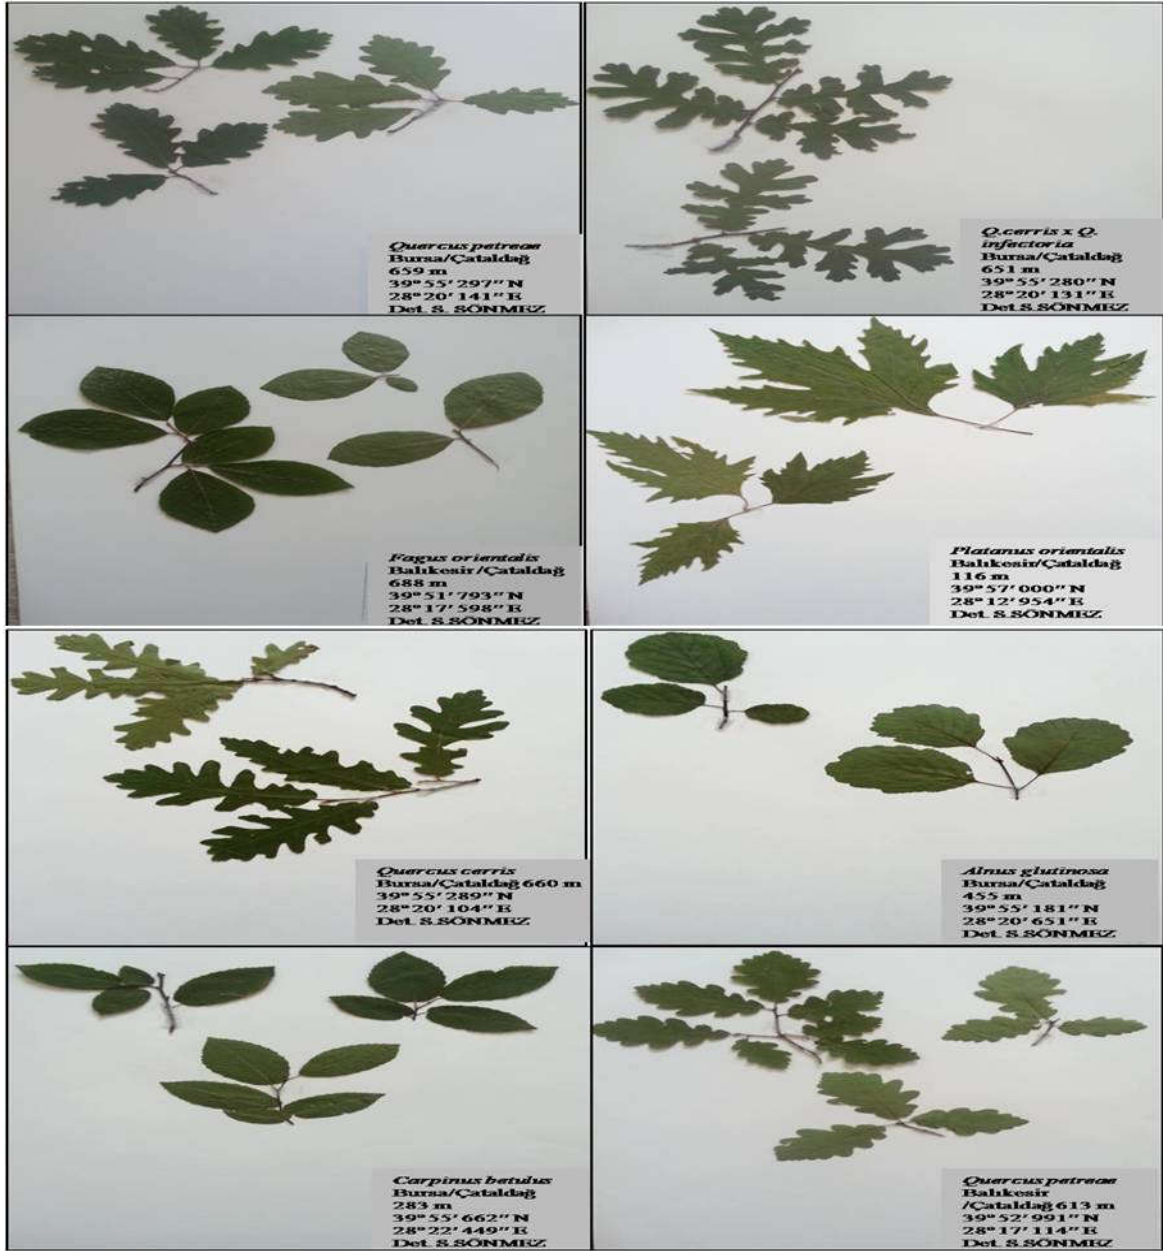 Quercus petreae
Bursa/Çataldağ
659 m
39° 55' 297'' N
28° 20' 141'' E
Det. S. SÖNMEZ
Q.cerris x Q.
infectoria
Bursa/Çataldağ
651 m
39° 55' 280'' N
28° 20' 131'' E
Det. S.SÖNMEZ
Fagus orientalis
Balıkesir/Çataldağ
688 m
39° 51' 793'' N
28° 17' 598'' E
Det. S.SÖNMEZ
Platanus orientalis
Balıkesir/Çataldağ
116 m
39° 57' 000'' N
28° 12' 954'' E
Det. S.SÖNMEZ
Quercus cerris
Bursa/Çataldağ 660 m
39° 55' 289'' N
28° 20' 104'' E
Det. S.SÖNMEZ
Alnus glutinosa
Bursa/Çataldağ
455 m
39° 55' 181'' N
28° 20' 651'' E
Det. S.SÖNMEZ
Carpinus betulus
Bursa/Çataldağ
283 m
39° 55' 662'' N
28° 22' 449'' E
Det. S.SÖNMEZ
Quercus petreae
Balıkesir
/Çataldağ 613 m
39° 52' 991'' N
28° 17' 114'' E
Det. S.SÖNMEZ